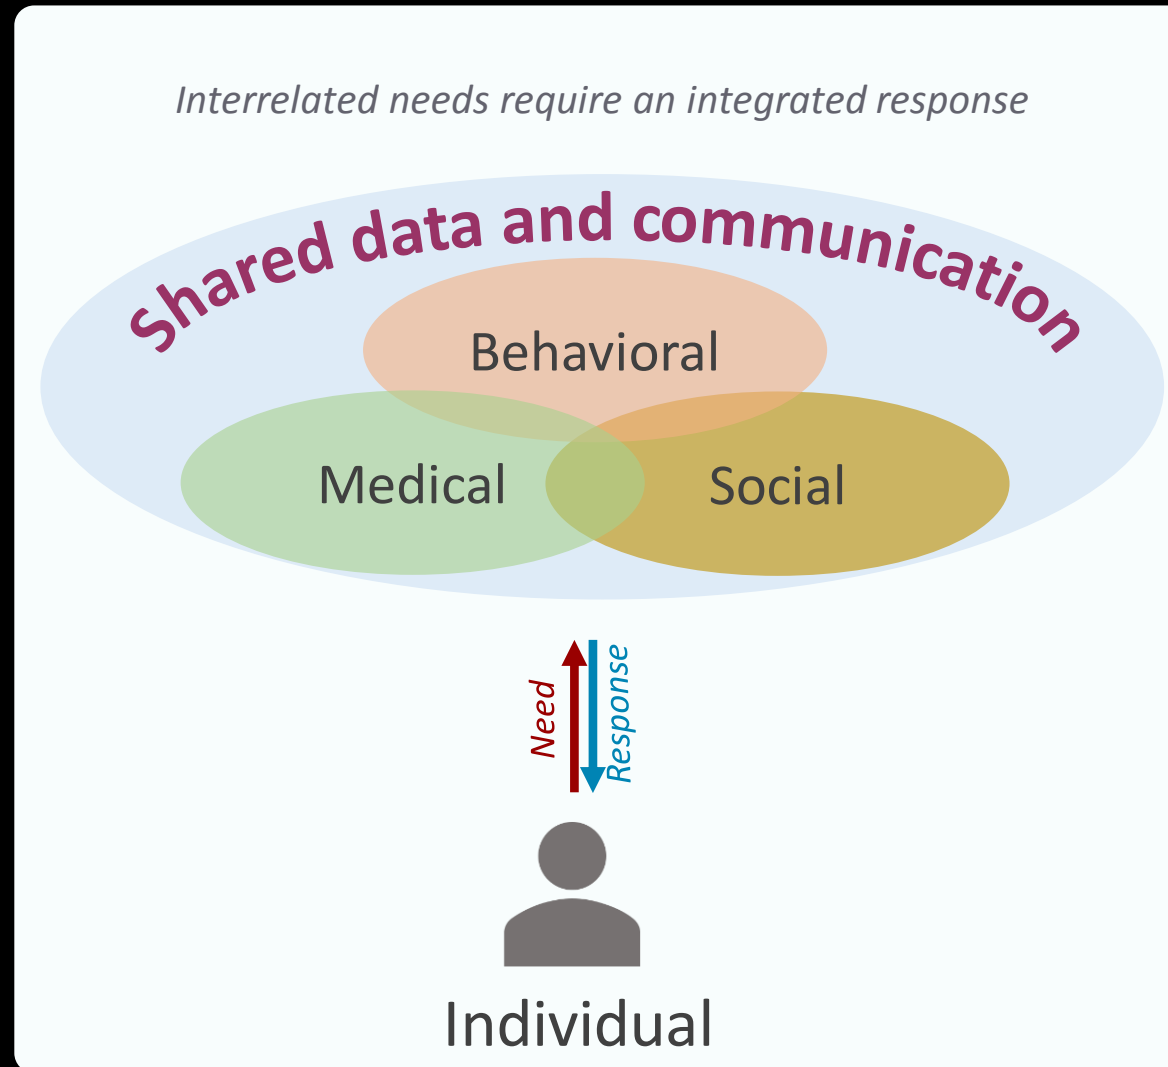 Interrelated needs require an integrated response
Shared data and communication
Behavioral
Medical
Social
Need
Response
Individual